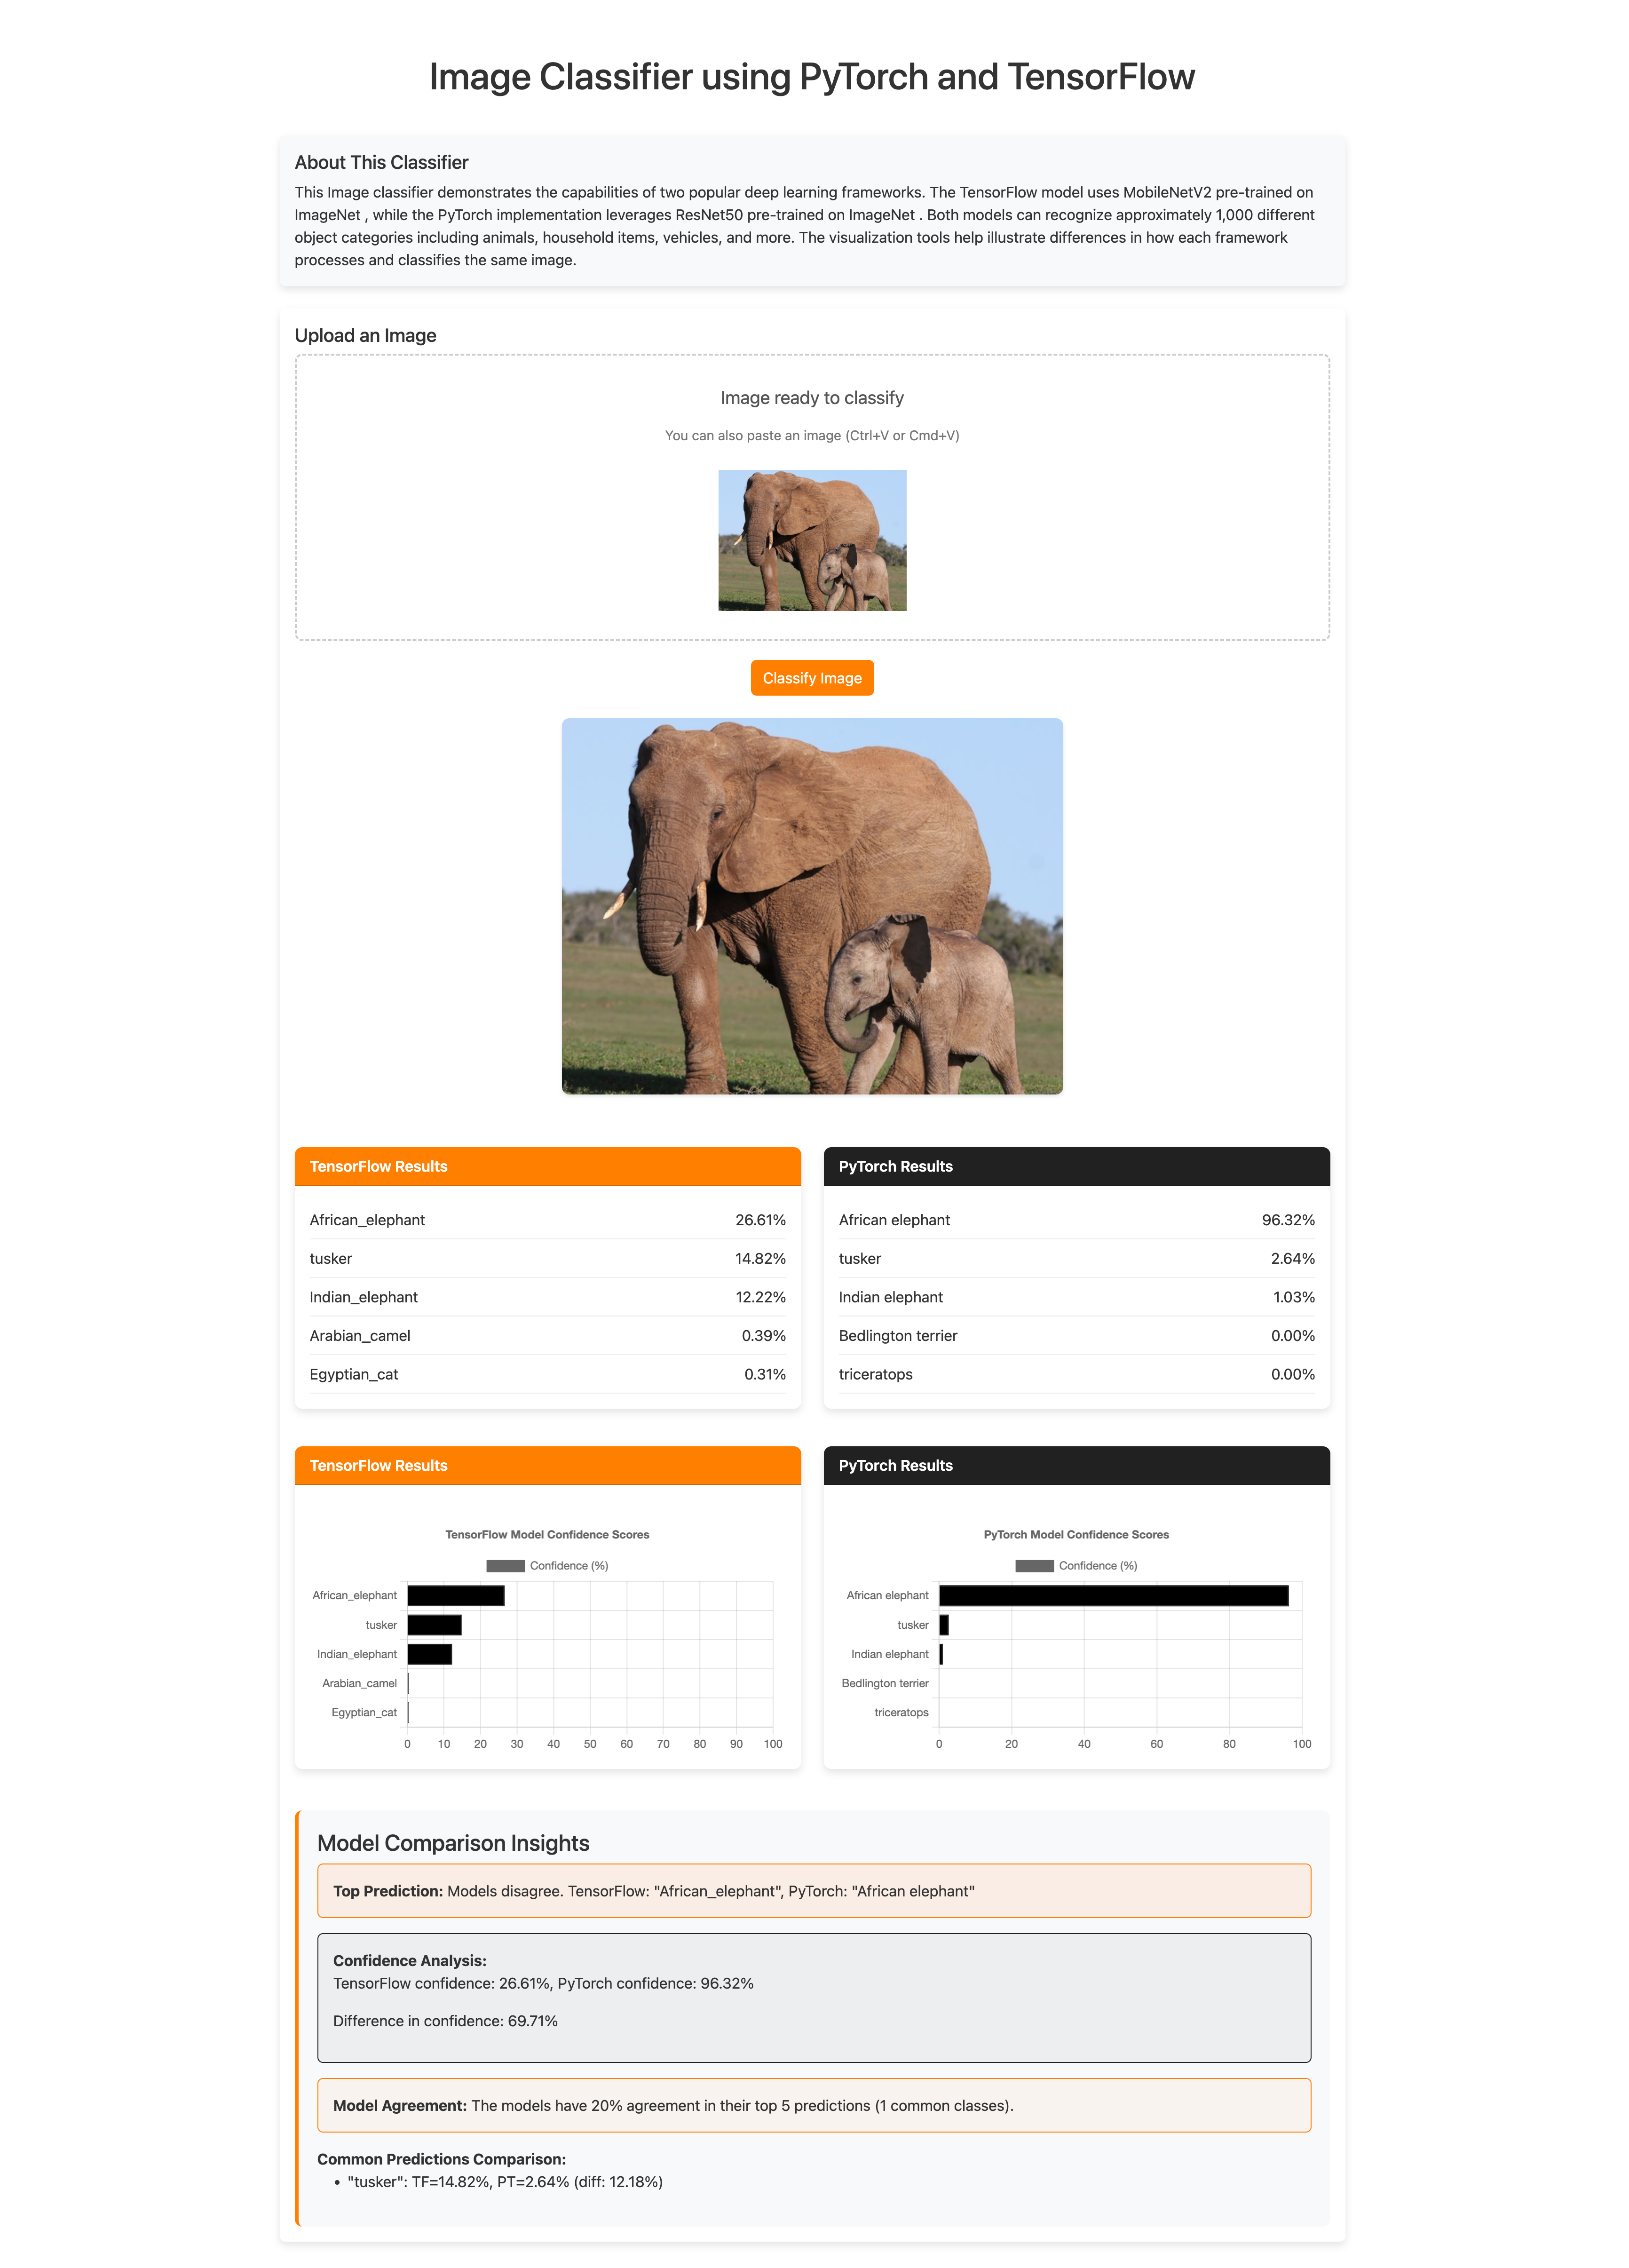 Image Classifier using PyTorch and TensorFlow
About This Classifier
This Image classifier demonstrates the capabilities of two popular deep learning frameworks. The TensorFlow model uses MobileNetV2 pre-trained on
ImageNet , while the PyTorch implementation leverages ResNet50 pre-trained on ImageNet . Both models can recognize approximately 1,000 different
object categories including animals, household items, vehicles, and more. The visualization tools help illustrate differences in how each framework
processes and classifies the same image.
Upload an Image
Image ready to classify
You can also paste an image (Ctrl+V or Cmd+V)
Classify Image
TensorFlow Results
African_elephant 26.61%
tusker 14.82%
Indian_elephant 12.22%
Arabian_camel 0.39%
Egyptian_cat 0.31%
PyTorch Results
African elephant 96.32%
tusker 2.64%
Indian elephant 1.03%
Bedlington terrier 0.00%
triceratops 0.00%
TensorFlow Results
TensorFlow Model Confidence Scores
Confidence (%)
African_elephant
tusker
Indian_elephant
Arabian_camel
Egyptian_cat
0 10 20 30 40 50 60 70 80 90 100
PyTorch Results
PyTorch Model Confidence Scores
Confidence (%)
African elephant
tusker
Indian elephant
Bedlington terrier
triceratops
0 20 40 60 80 100
Model Comparison Insights
Top Prediction: Models disagree. TensorFlow: "African_elephant", PyTorch: "African elephant"
Confidence Analysis:
TensorFlow confidence: 26.61%, PyTorch confidence: 96.32%
Difference in confidence: 69.71%
Model Agreement: The models have 20% agreement in their top 5 predictions (1 common classes).
Common Predictions Comparison:
• "tusker": TF=14.82%, PT=2.64% (diff: 12.18%)